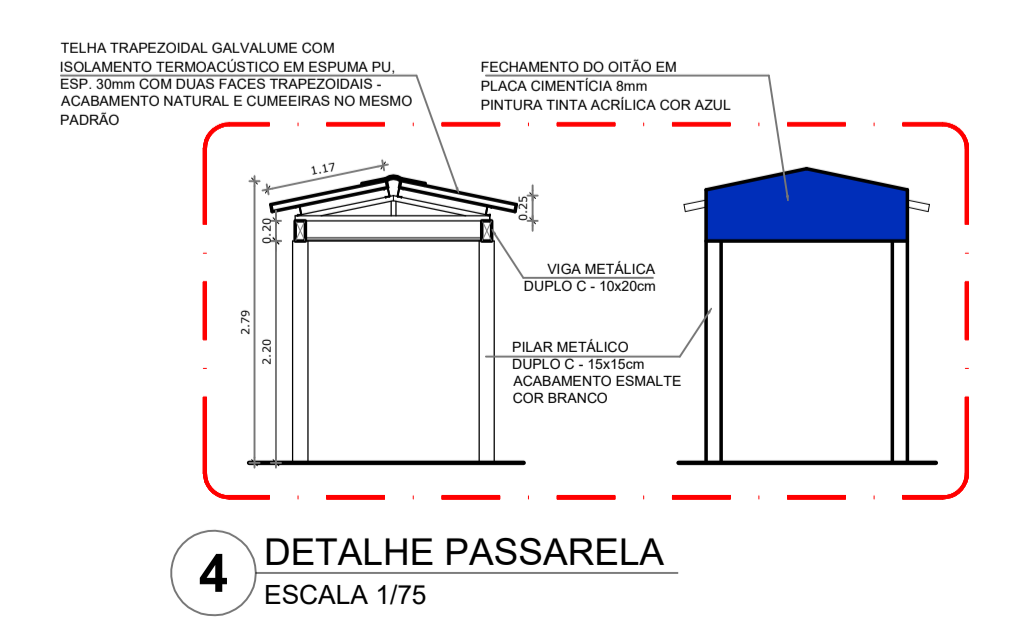 TELHA TRAPEZOIDAL GALVALUME COM
ISOLAMENTO TERMOACÚSTICO EM ESPUMA PU,
ESP. 30mm COM DUAS FACES TRAPEZOIDAIS -
ACABAMENTO NATURAL E CUMEEIRAS NO MESMO
PADRÃO
FECHAMENTO DO OITÃO EM
PLACA CIMENTÍCIA 8mm
PINTURA TINTA ACRÍLICA COR AZUL
1.17
0.25
0.20
2.79
2.20
VIGA METÁLICA
DUPLO C - 10x20cm
PILAR METÁLICO
DUPLO C - 15x15cm
ACABAMENTO ESMALTE
COR BRANCO
4
DETALHE PASSARELA
ESCALA 1/75